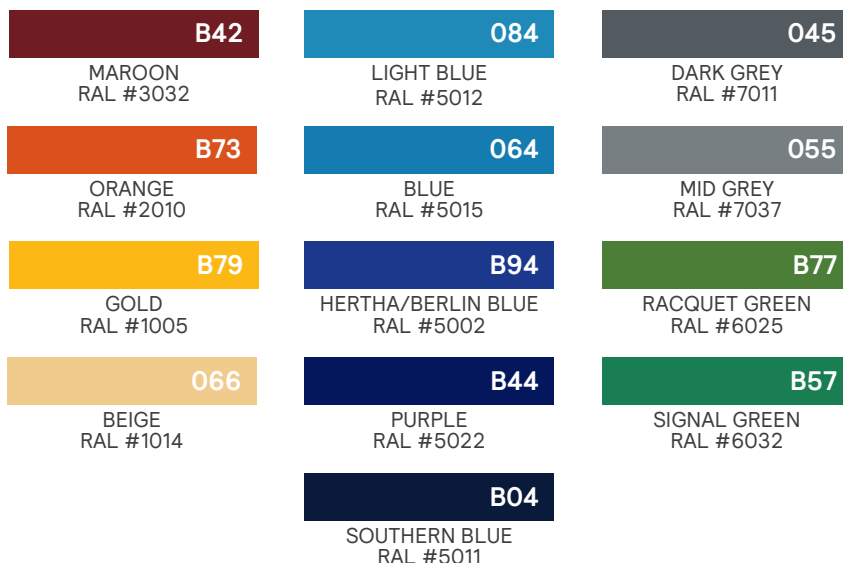 B42
MAROON
RAL #3032
084
LIGHT BLUE
RAL #5012
045
DARK GREY
RAL #7011
B73
ORANGE
RAL #2010
064
BLUE
RAL #5015
055
MID GREY
RAL #7037
B79
GOLD
RAL #1005
B94
HERTHA/BERLIN BLUE
RAL #5002
B77
RACQUET GREEN
RAL #6025
066
BEIGE
RAL #1014
B44
PURPLE
RAL #5022
B57
SIGNAL GREEN
RAL #6032
B04
SOUTHERN BLUE
RAL #5011